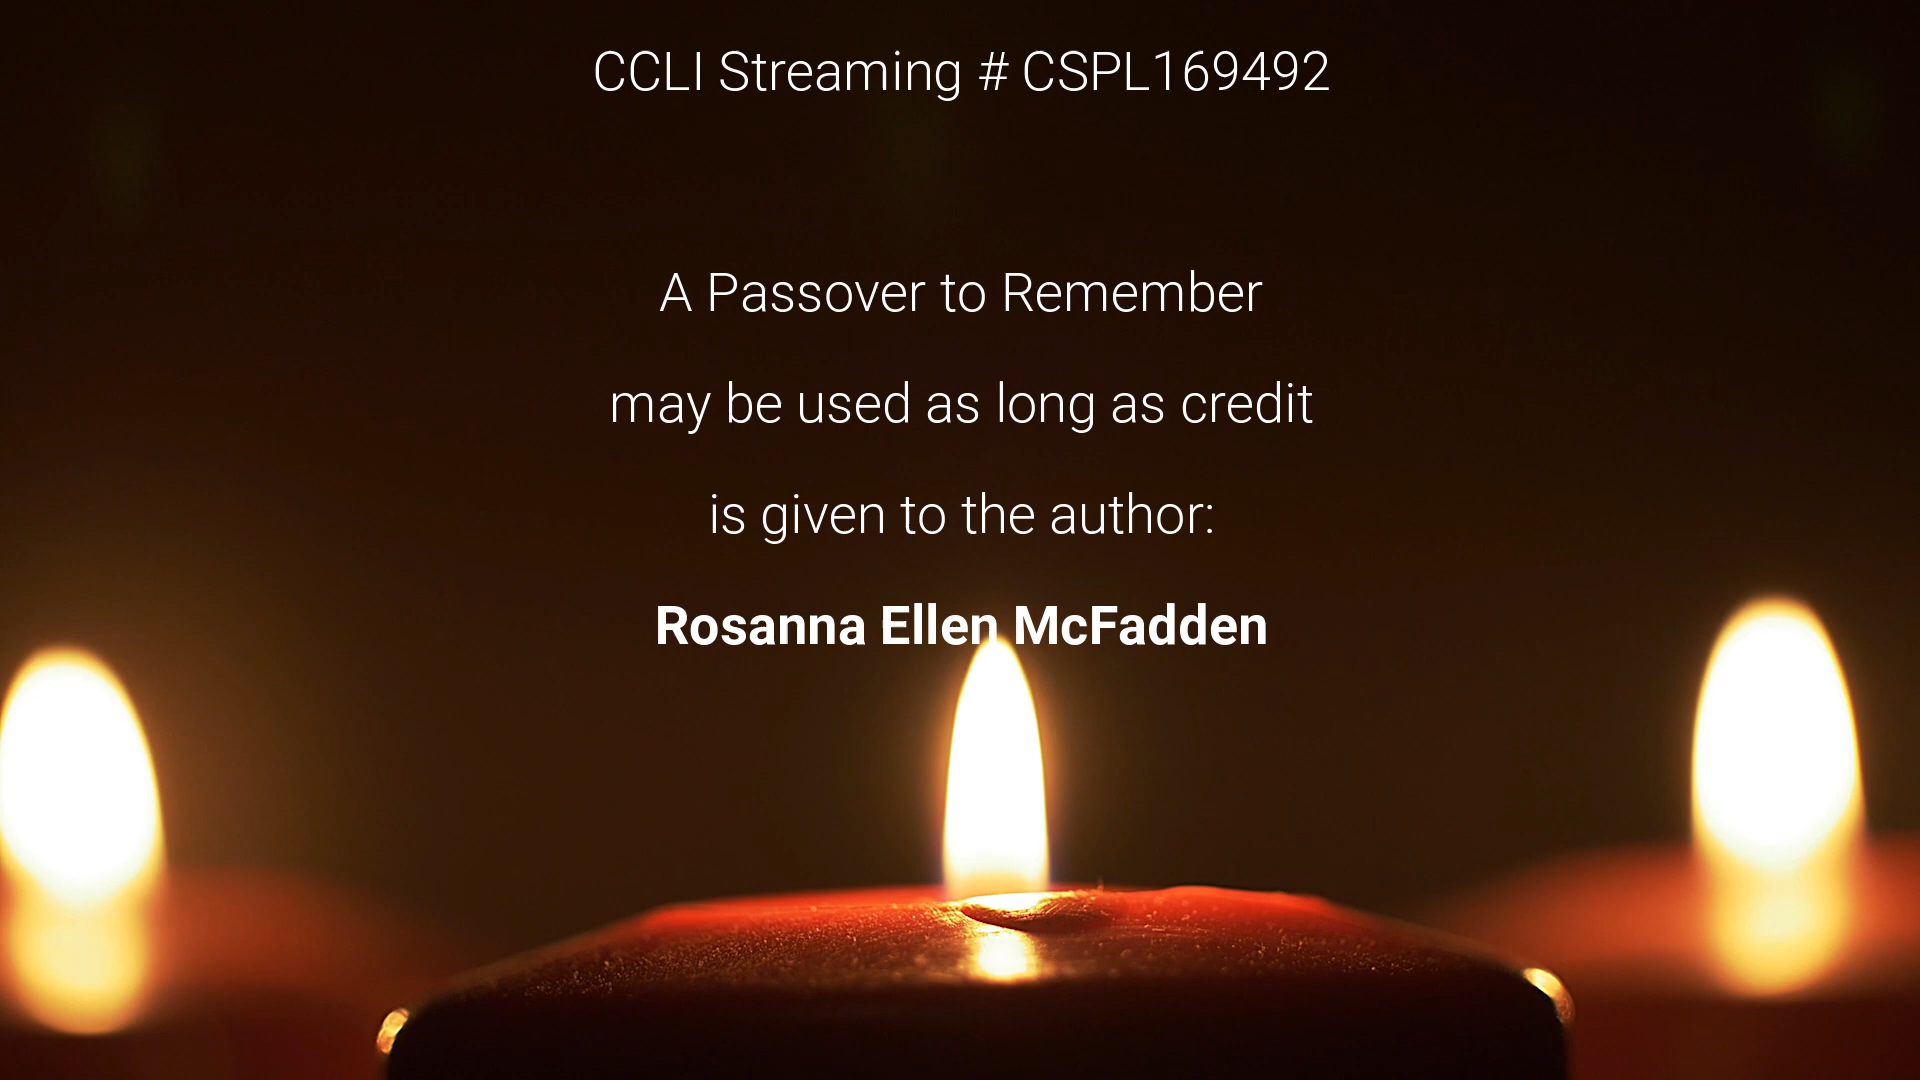 CCLI Streaming # CSPL169492
A Passover to Remember
may be used as long as credit
is given to the author:
Rosanna Ellen McFadden